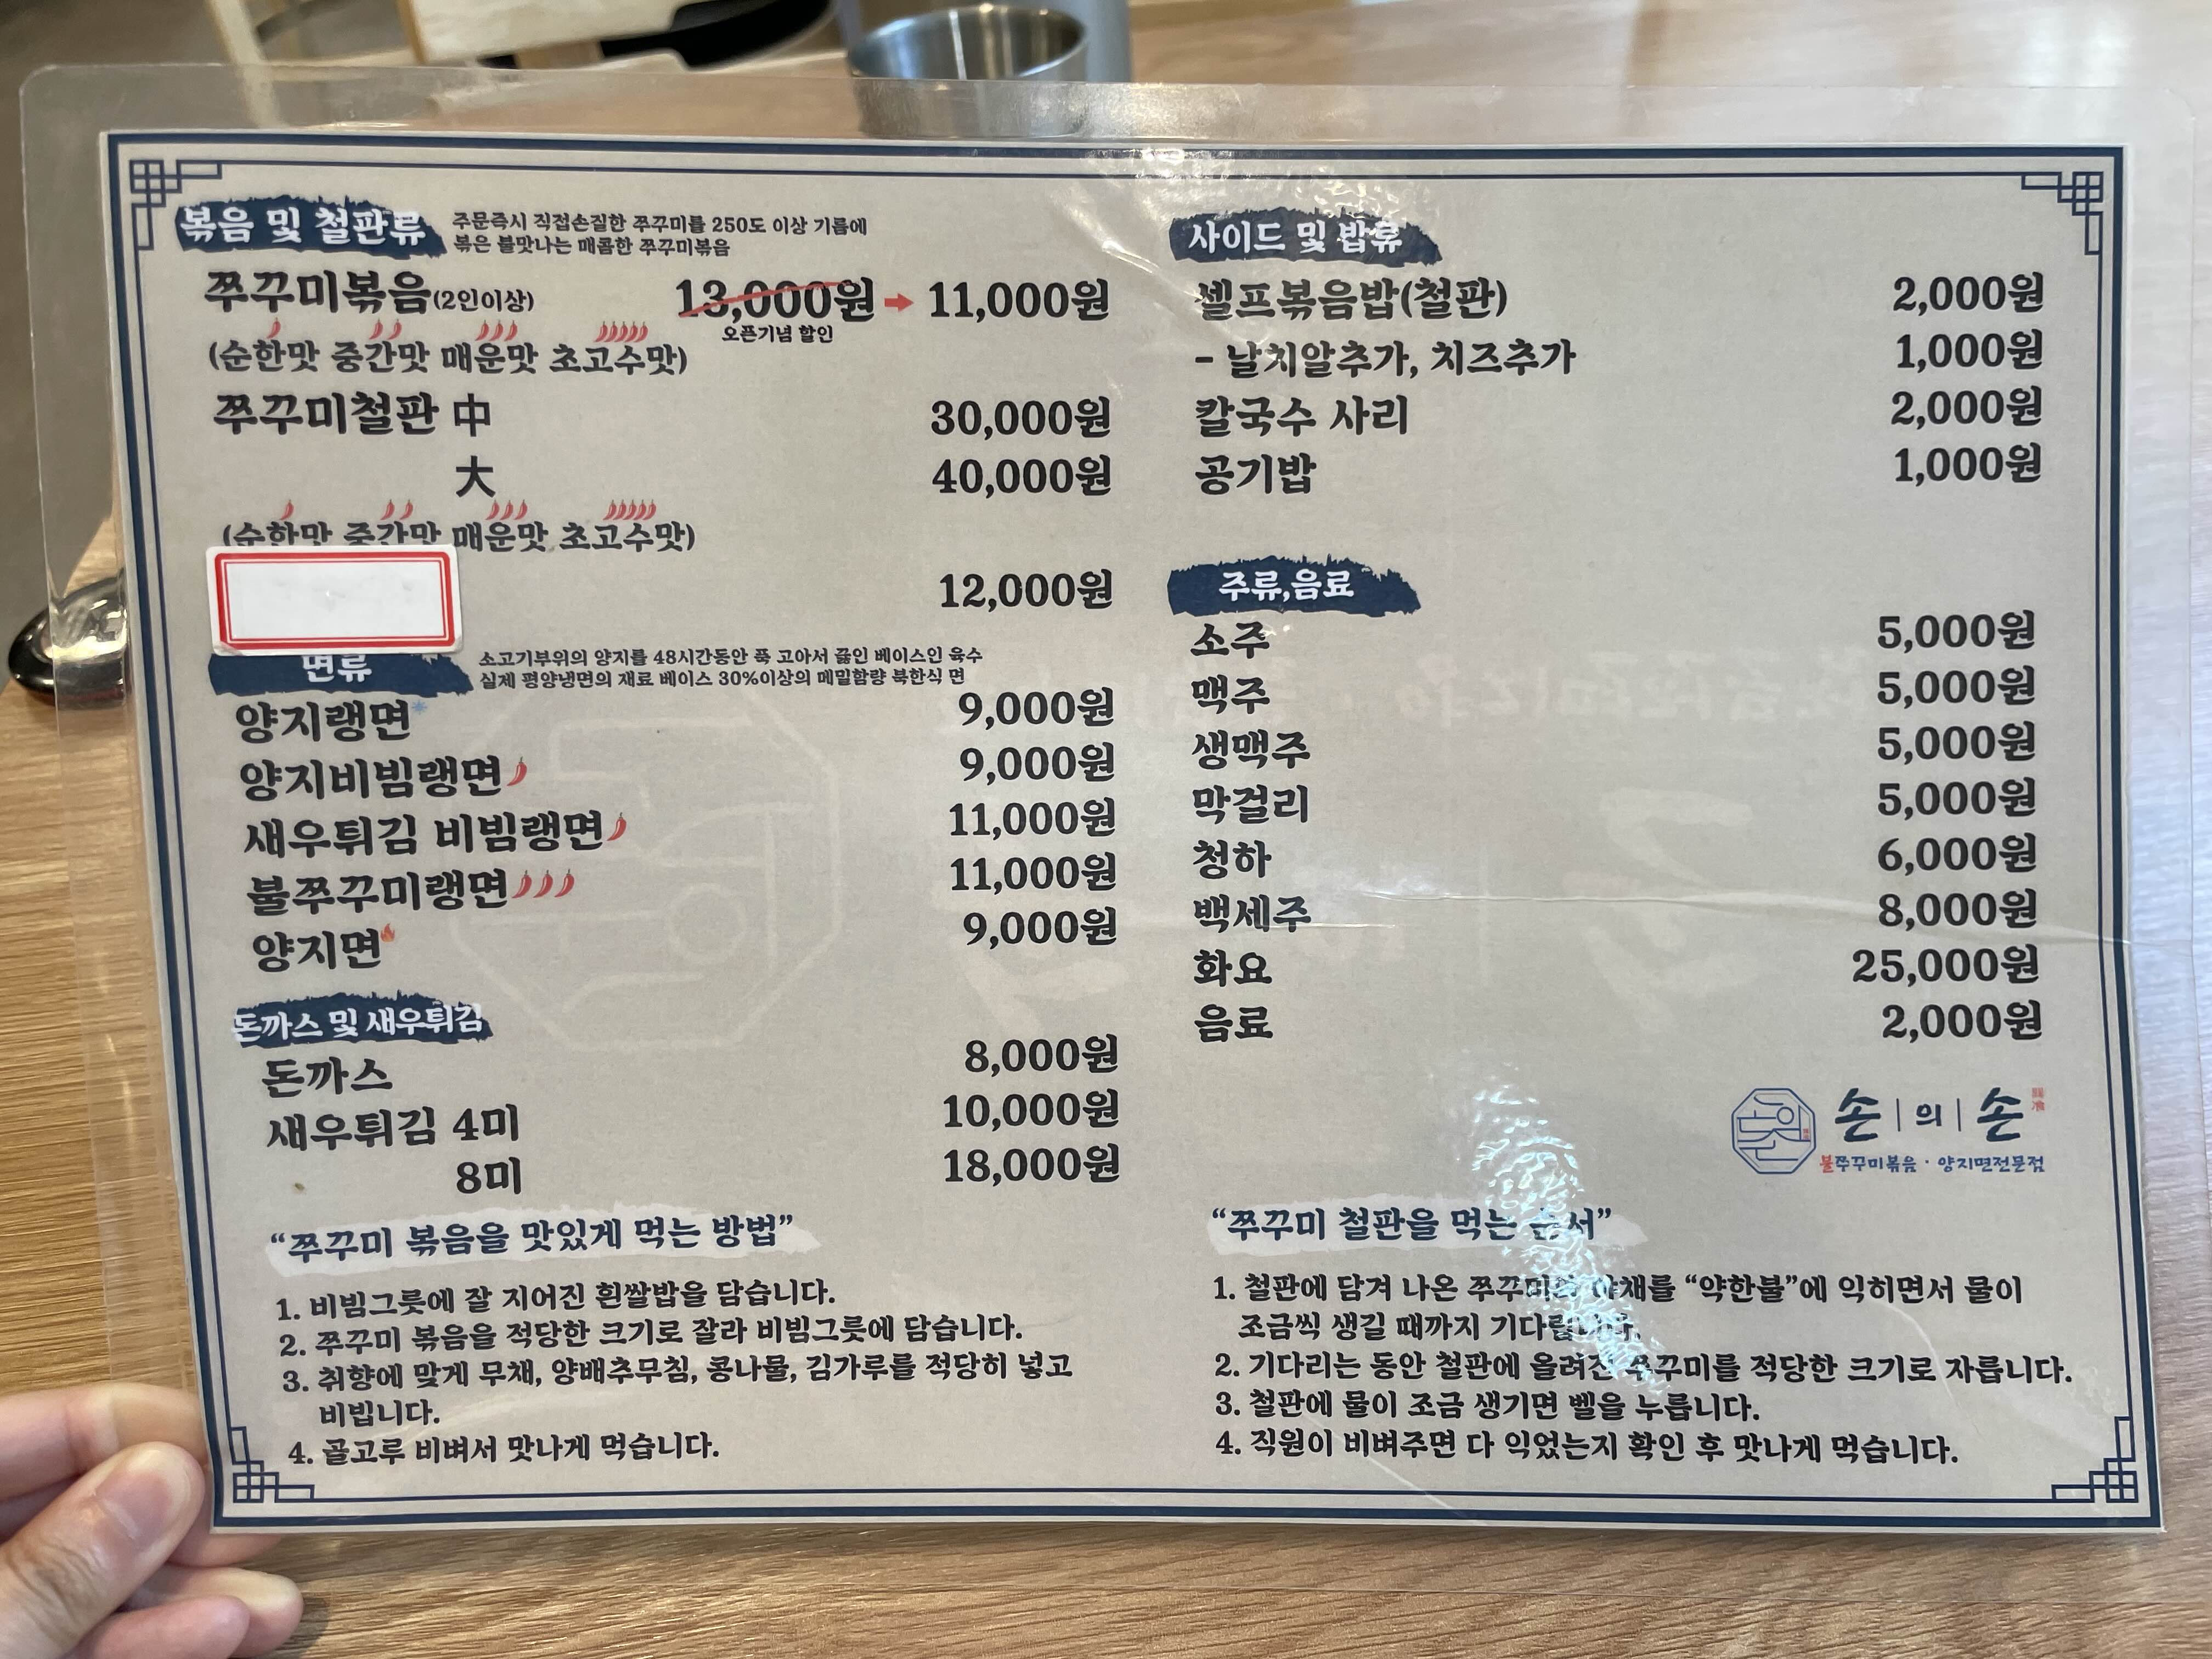 볶음 및 철판류
주문즉시 직접손질한 쭈꾸미를 250도 이상 기름에
볶은 불맛나는 매콤한 쭈꾸미볶음
쭈꾸미볶음(2인이상) 13,000원 11,000원
오픈기념 할인
(순한맛 중간맛 매운맛 초고수맛)
쭈꾸미철판 中 30,000원
大 40,000원
(순한맛 중간맛 매운맛 초고수맛)
12,000원
면류
소고기부위의 양지를 48시간동안 푹 고아서 끓인 베이스인 육수
실제 평양냉면의 재료 베이스 30%이상의 메밀함량 북한식 면
양지랭면 9,000원
양지비빔랭면 9,000원
새우튀김 비빔랭면 11,000원
불쭈꾸미랭면 11,000원
양지면 9,000원
돈까스 및 새우튀김
돈까스 8,000원
새우튀김 4미 10,000원
8미 18,000원
“쭈꾸미 볶음을 맛있게 먹는 방법”
1. 비빔그릇에 잘 지어진 흰쌀밥을 담습니다.
2. 쭈꾸미 볶음을 적당한 크기로 잘라 비빔그릇에 담습니다.
3. 취향에 맞게 무채, 양배추무침, 콩나물, 김가루를 적당히 넣고
비빕니다.
4. 골고루 비벼서 맛나게 먹습니다.
사이드 및 밥류
셀프볶음밥(철판) 2,000원
- 날치알추가, 치즈추가 1,000원
칼국수 사리 2,000원
공기밥 1,000원
주류,음료
소주 5,000원
맥주 5,000원
생맥주 5,000원
막걸리 5,000원
청하 6,000원
백세주 8,000원
화요 25,000원
음료 2,000원
손 | 의 | 손
불쭈꾸미볶음 · 양지면전문점
“쭈꾸미 철판을 먹는 순서”
1. 철판에 담겨 나온 쭈꾸미와 야채를 “약한불”에 익히면서 물이
조금씩 생길 때까지 기다립니다.
2. 기다리는 동안 철판에 올려진 쭈꾸미를 적당한 크기로 자릅니다.
3. 철판에 물이 조금 생기면 벨을 누릅니다.
4. 직원이 비벼주면 다 익었는지 확인 후 맛나게 먹습니다.